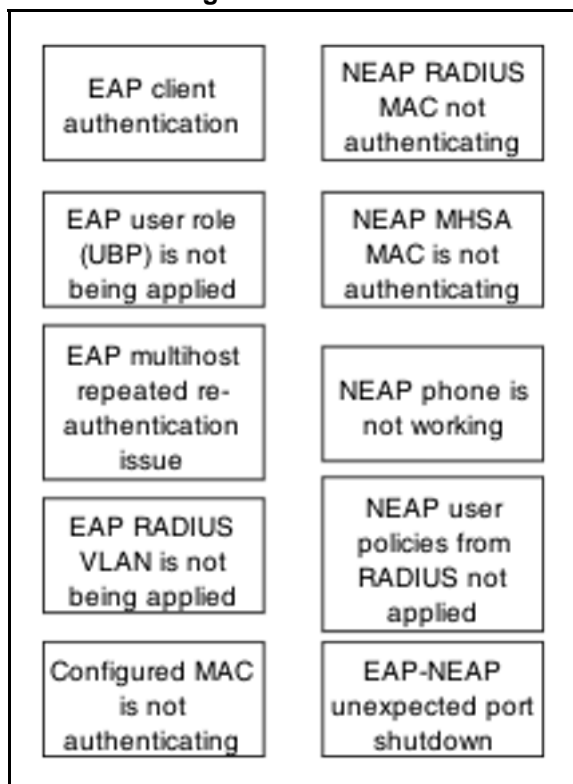 EAP client
authentication
NEAP RADIUS
MAC not
authenticating
EAP user role
(UBP) is not
being applied
NEAP MHSA
MAC is not
authenticating
EAP multihost
repeated re-
authentication
issue
NEAP phone is
not working
EAP RADIUS
VLAN is not
being applied
NEAP user
policies from
RADIUS not
applied
Configured MAC
is not
authenticating
EAP-NEAP
unexpected port
shutdown